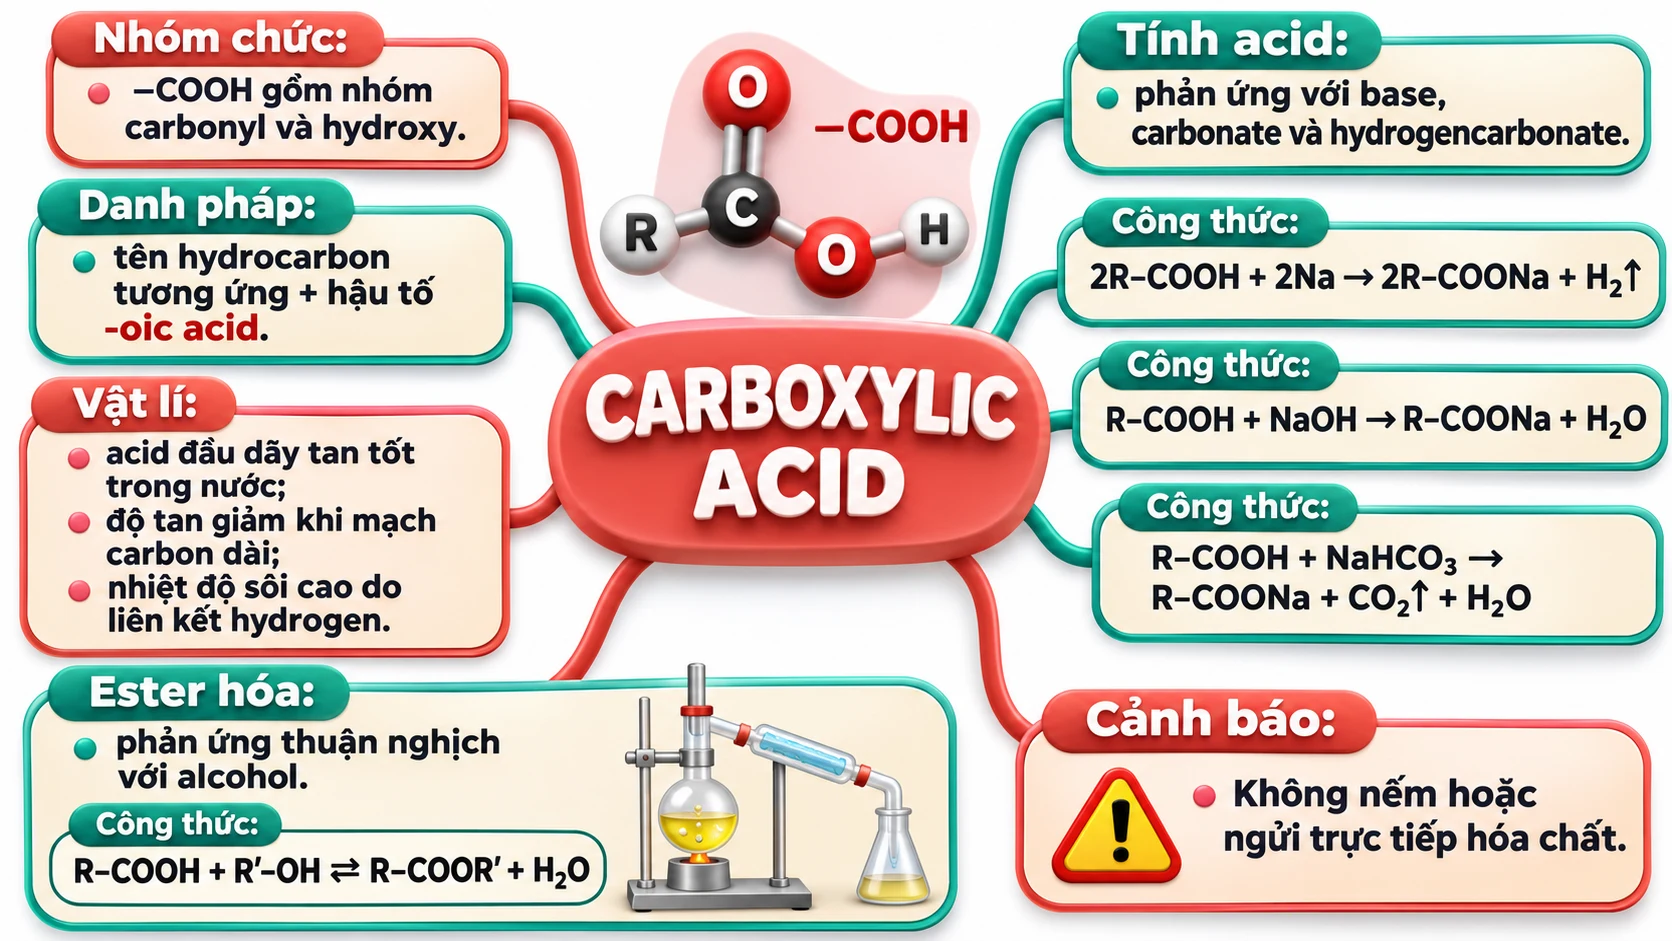 Nhóm chức:
–COOH gồm nhóm
carbonyl và hydroxy.
Danh pháp:
tên hydrocarbon
tương ứng + hậu tố
-oic acid.
Vật lí:
acid đầu dãy tan tốt
trong nước;
độ tan giảm khi mạch
carbon dài;
nhiệt độ sôi cao do
liên kết hydrogen.
Ester hóa:
phản ứng thuận nghịch
với alcohol.
Công thức:
R–COOH + R′–OH ⇌ R–COOR′ + H₂O
O
–COOH
R
C
O
H
CARBOXYLIC
ACID
Tính acid:
phản ứng với base,
carbonate và hydrogencarbonate.
Công thức:
2R–COOH + 2Na → 2R–COONa + H₂↑
Công thức:
R–COOH + NaOH → R–COONa + H₂O
Công thức:
R–COOH + NaHCO₃ →
R–COONa + CO₂↑ + H₂O
Cảnh báo:
!
Không nếm hoặc
ngửi trực tiếp hóa chất.